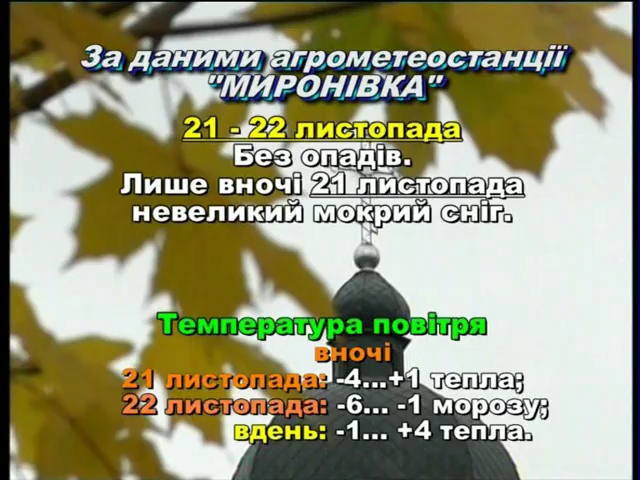 За даними агрометеостанції
"МИРОНІВКА"
21 - 22 листопада
Без опадів.
Лише вночі 21 листопада
невеликий мокрий сніг.
Температура повітря
вночі
21 листопада: -4...+1 тепла;
22 листопада: -6... -1 морозу;
вдень: -1... +4 тепла.